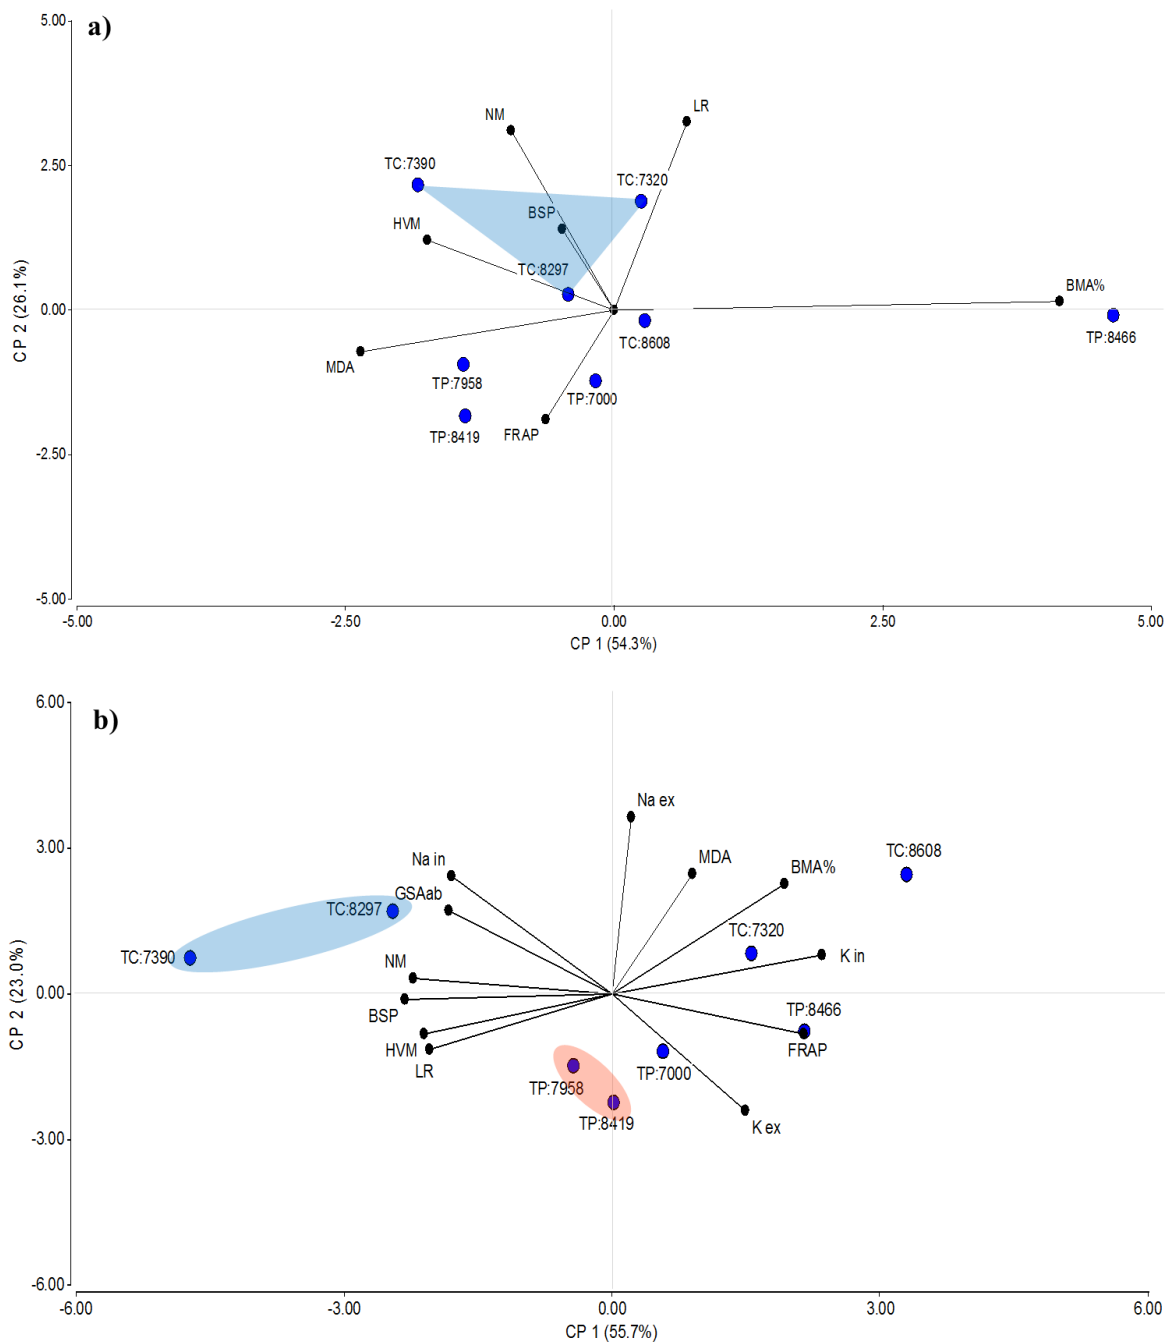 a)
5.00
NM
LR
TC:7390
TC:7320
2.50
BSP
HVM
TC:8297
BMA%
CP 2 (26.1%)
0.00
TC:8608
TP:8466
MDA
TP:7958
TP:7000
TP:8419
FRAP
-2.50
-5.00
-5.00
-2.50
0.00
2.50
5.00
CP 1 (54.3%)
b)
6.00
Na ex
3.00
Na in
MDA
BMA%
TC:8608
GSAab
TC:8297
TC:7390
TC:7320
NM
K in
CP 2 (23.0%)
0.00
BSP
TP:8466
HVM
FRAP
LR
TP:7958
TP:7000
TP:8419
K ex
-3.00
-6.00
-6.00
-3.00
0.00
3.00
6.00
CP 1 (55.7%)